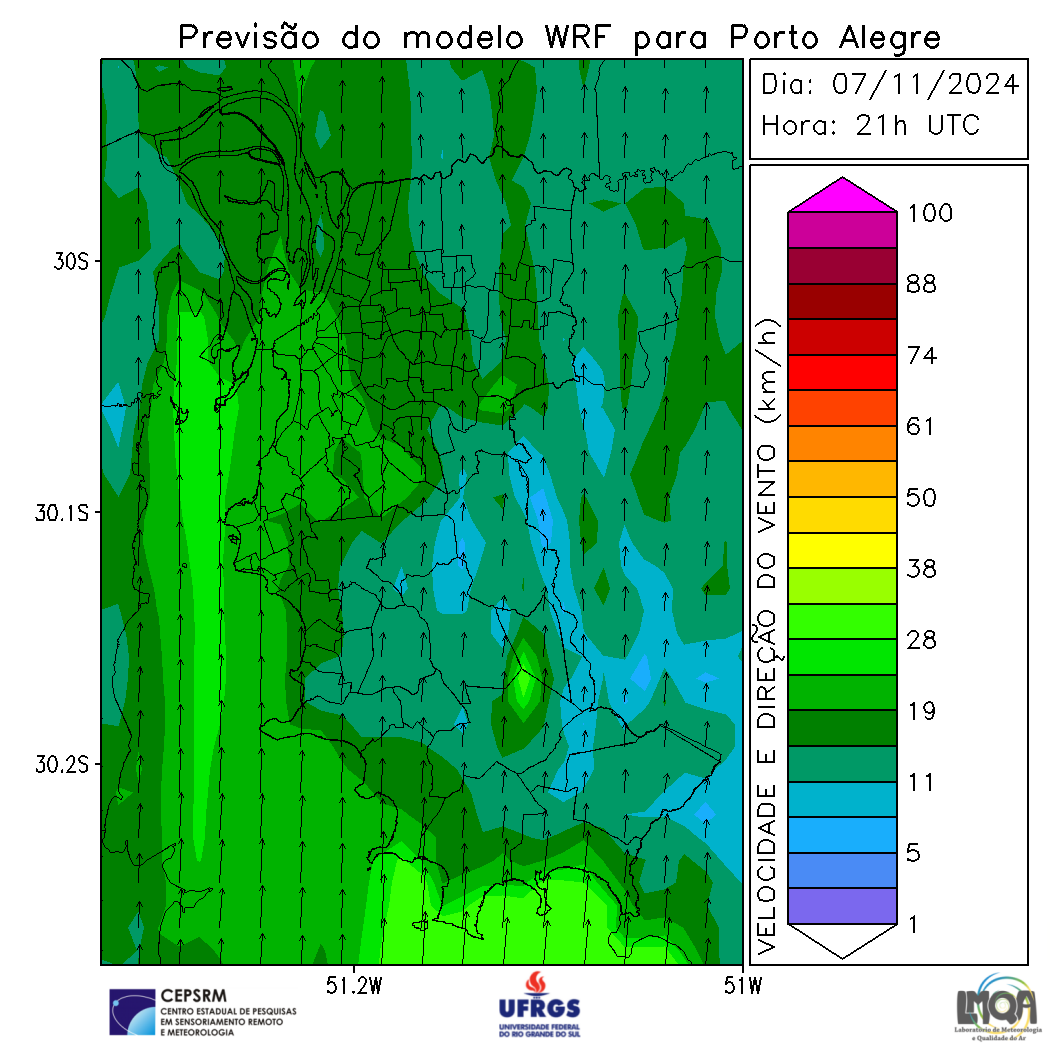 Previsão do modelo WRF para Porto Alegre
Dia: 07/11/2024
Hora: 21h UTC
30S
30.1S
30.2S
51.2W
51W
VELOCIDADE E DIREÇÃO DO VENTO (km/h)
100
88
74
61
50
38
28
19
11
5
1
CEPSRM
CENTRO ESTADUAL DE PESQUISAS
EM SENSORIAMENTO REMOTO
E METEOROLOGIA
UFRGS
UNIVERSIDADE FEDERAL
DO RIO GRANDE DO SUL
LMQA
Laboratório de Meteorologia
e Qualidade do Ar